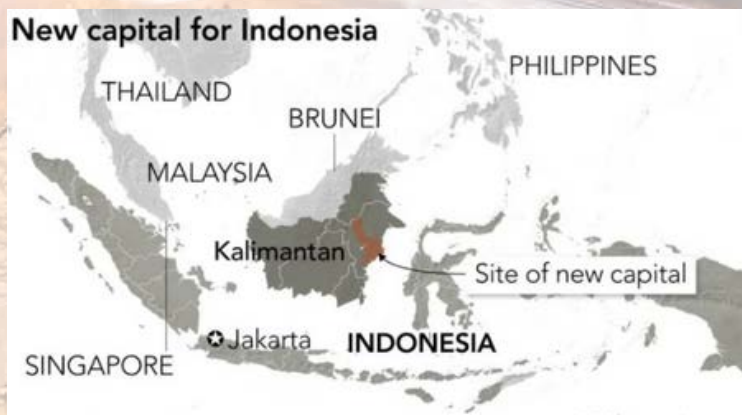 New capital for Indonesia
THAILAND
PHILIPPINES
BRUNEI
MALAYSIA
Kalimantan
Site of new capital
Jakarta
INDONESIA
SINGAPORE